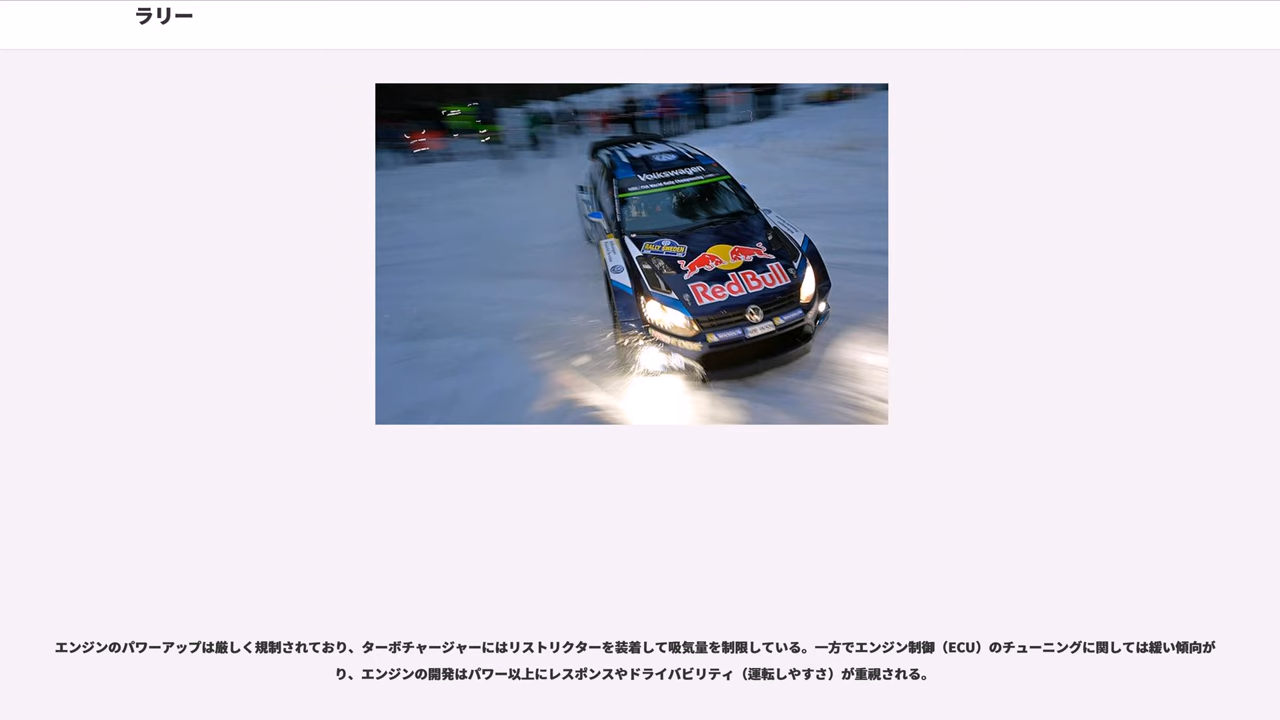 ラリー
Volkswagen
RALLY SWEDEN
Red Bull
エンジンのパワーアップは厳しく規制されており、ターボチャージャーにはリストリクターを装着して吸気量を制限している。一方でエンジン制御（ECU）のチューニングに関しては緩い傾向が
り、エンジンの開発はパワー以上にレスポンスやドライバビリティ（運転しやすさ）が重視される。